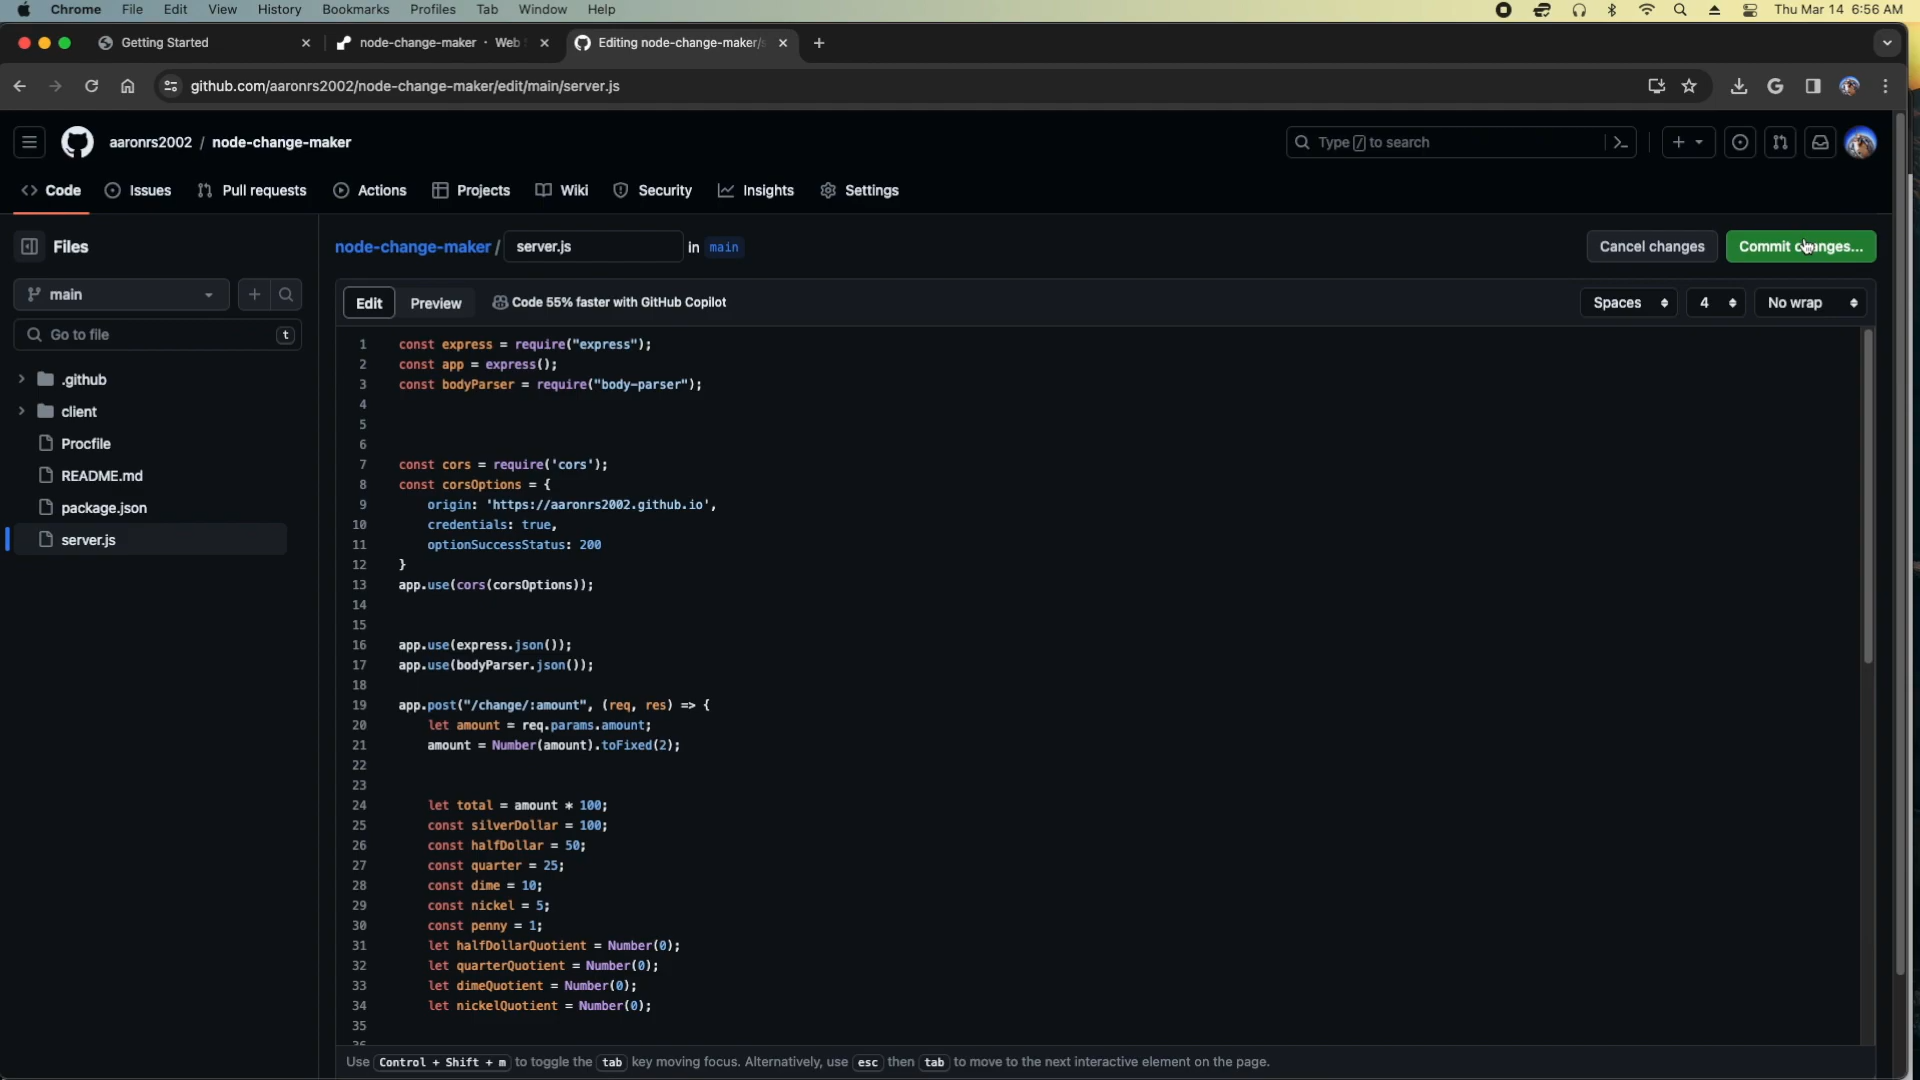 Chrome File Edit View History Bookmarks Profiles Tab Window Help Thu Mar 14 6:56 AM
Getting Started node-change-maker · Web Editing node-change-maker/s
github.com/aaronrs2002/node-change-maker/edit/main/server.js
aaronrs2002 / node-change-maker Type / to search
Code Issues Pull requests Actions Projects Wiki Security Insights Settings
Files node-change-maker / server.js in main Cancel changes Commit changes...
main
Edit Preview Code 55% faster with GitHub Copilot Spaces 4 No wrap
Go to file t
.github
client
Procfile
README.md
package.json
server.js
1 const express = require("express");
2 const app = express();
3 const bodyParser = require("body-parser");
4
5
6
7 const cors = require('cors');
8 const corsOptions = {
9 origin: 'https://aaronrs2002.github.io',
10 credentials: true,
11 optionSuccessStatus: 200
12 }
13 app.use(cors(corsOptions));
14
15
16 app.use(express.json());
17 app.use(bodyParser.json());
18
19 app.post("/change/:amount", (req, res) => {
20 let amount = req.params.amount;
21 amount = Number(amount).toFixed(2);
22
23
24 let total = amount * 100;
25 const silverDollar = 100;
26 const halfDollar = 50;
27 const quarter = 25;
28 const dime = 10;
29 const nickel = 5;
30 const penny = 1;
31 let halfDollarQuotient = Number(0);
32 let quarterQuotient = Number(0);
33 let dimeQuotient = Number(0);
34 let nickelQuotient = Number(0);
35
Use Control + Shift + m to toggle the tab key moving focus. Alternatively, use esc then tab to move to the next interactive element on the page.